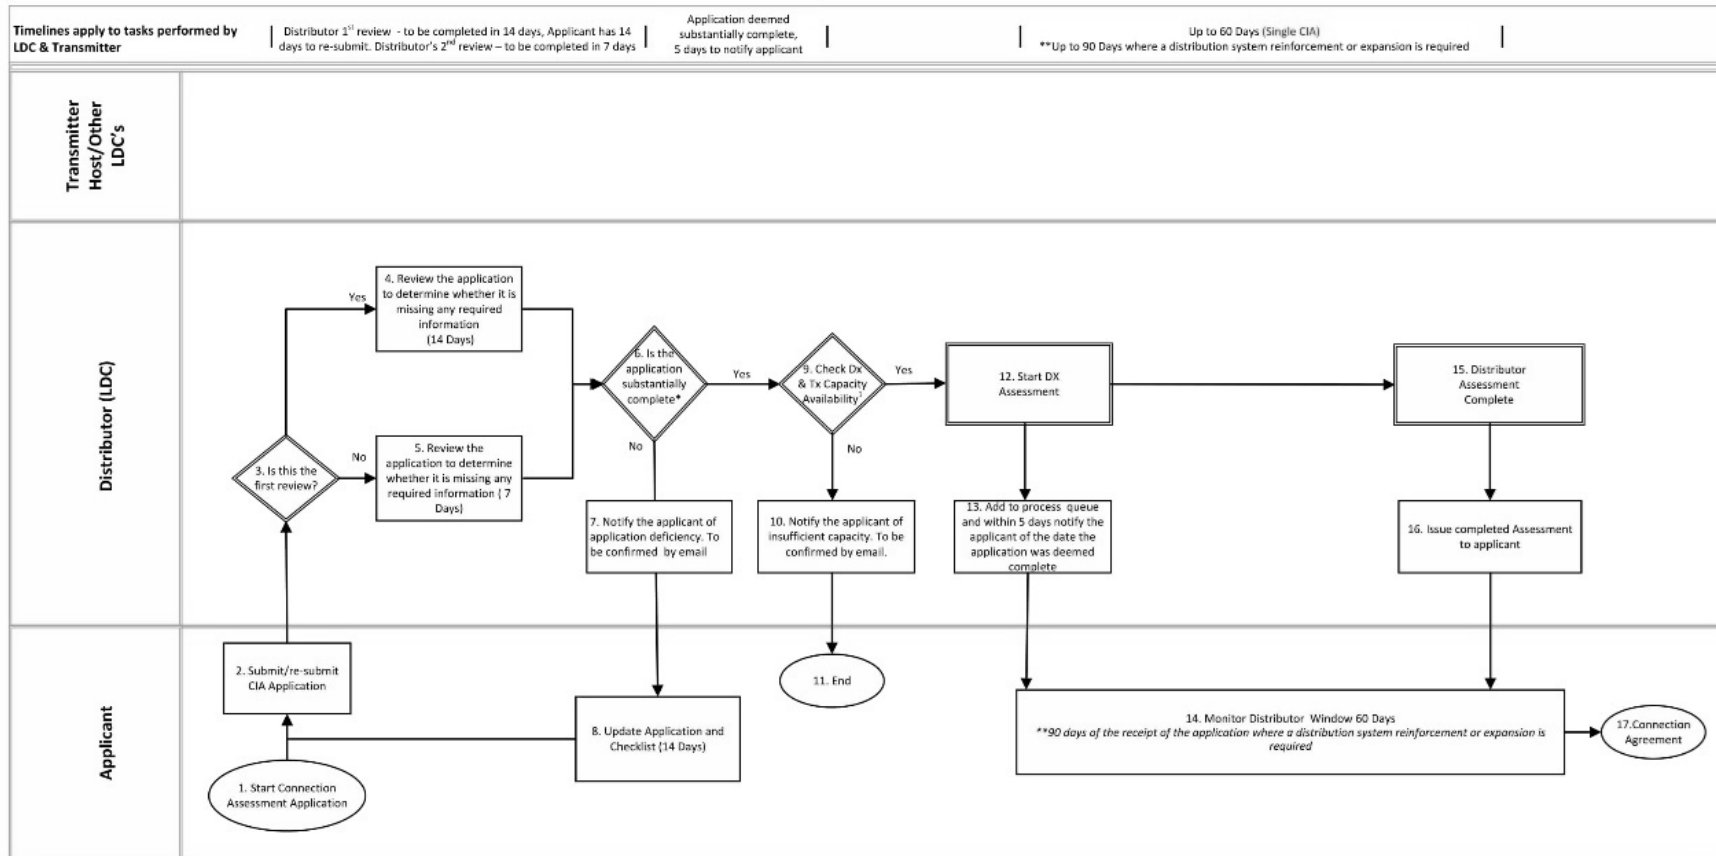 Timelines apply to tasks performed by
LDC & Transmitter
Distributor 1st review - to be completed in 14 days, Applicant has 14
days to re-submit. Distributor's 2nd review – to be completed in 7 days
Application deemed
substantially complete,
5 days to notify applicant
Up to 60 Days (Single CIA)
**Up to 90 Days where a distribution system reinforcement or expansion is required
Transmitter
Host/Other
LDC's
Distributor (LDC)
4. Review the application
to determine whether it is
missing any required
information
(14 Days)
Yes
3. Is this the
first review?
No
5. Review the
application to determine
whether it is missing any
required information ( 7
Days)
6. Is the
application
substantially
complete*
Yes
No
7. Notify the applicant of
application deficiency. To
be confirmed by email
9. Check Dx
& Tx Capacity
Availability1
Yes
No
10. Notify the applicant of
insufficient capacity. To be
confirmed by email.
12. Start DX
Assessment
13. Add to process queue
and within 5 days notify the
applicant of the date the
application was deemed
complete
15. Distributor
Assessment
Complete
16. Issue completed Assessment
to applicant
Applicant
2. Submit/re-submit
CIA Application
1. Start Connection
Assessment Application
8. Update Application and
Checklist (14 Days)
11. End
14. Monitor Distributor Window 60 Days
**90 days of the receipt of the application where a distribution system reinforcement or expansion is
required
17.Connection
Agreement